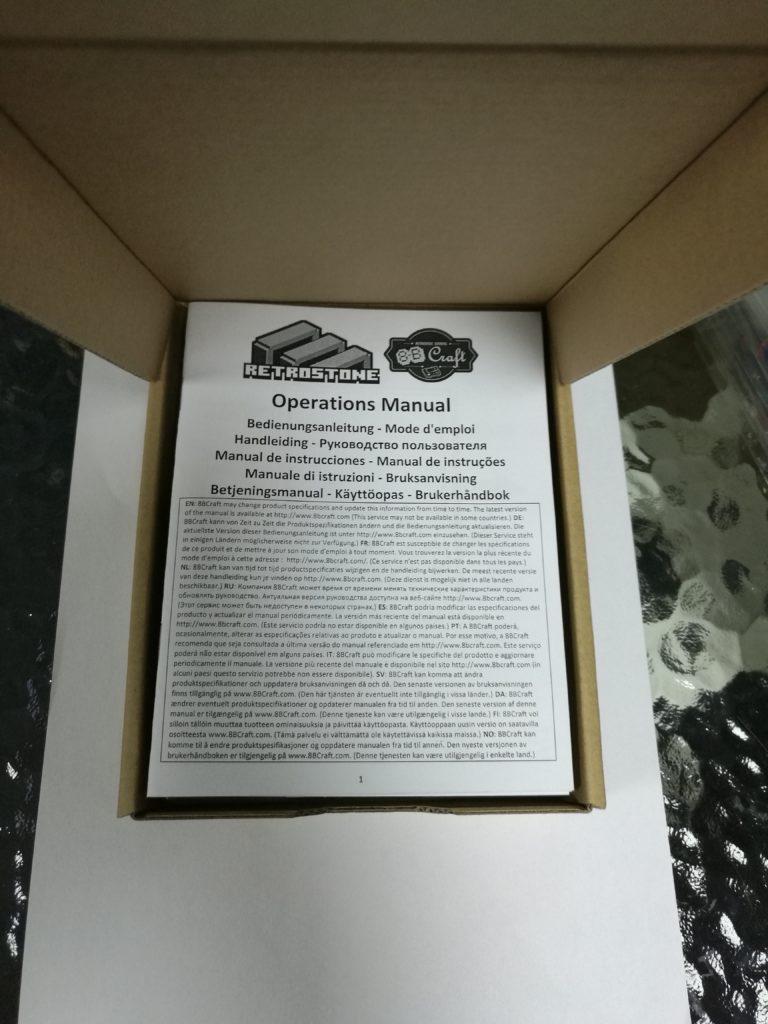 RETROSTONE
8B Craft
Operations Manual
Bedienungsanleitung - Mode d'emploi
Handleiding - Руководство пользователя
Manual de instrucciones - Manual de instruções
Manuale di istruzioni - Bruksanvisning
Betjeningsmanual - Käyttöopas - Brukerhåndbok
EN: 8BCraft may change product specifications and update this information from time to time. The latest version
of the manual is available at http://www.8bcraft.com (This service may not be available in some countries.) DE:
8BCraft kann von Zeit zu Zeit die Produktspezifikationen ändern und die Bedienungsanleitung aktualisieren. Die
aktuellste Version dieser Bedienungsanleitung ist unter http://www.8bcraft.com einzusehen. (Dieser Service steht
in einigen Ländern möglicherweise nicht zur Verfügung.) FR: 8BCraft est susceptible de changer les spécifications
de ce produit et de mettre à jour son mode d'emploi à tout moment. Vous trouverez la version la plus récente du
mode d'emploi à cette adresse : http://www.8bcraft.com/. (Ce service n'est pas disponible dans tous les pays.)
NL: 8BCraft kan van tijd tot tijd productspecificaties wijzigen en de handleiding bijwerken. De meest recente versie
van deze handleiding kun je vinden op http://www.8bcraft.com. (Deze dienst is mogelijk niet in alle landen
beschikbaar.) RU: Компания 8BCraft может время от времени менять технические характеристики продукта и
обновлять руководство. Актуальная версия руководства доступна на веб-сайте http://www.8bcraft.com.
(Этот сервис может быть недоступен в некоторых странах.) ES: 8BCraft podría modificar las especificaciones del
producto y actualizar el manual periódicamente. La versión más reciente del manual está disponible en
http://www.8bcraft.com. (Este servicio podría no estar disponible en algunos países.) PT: A 8BCraft poderá,
ocasionalmente, alterar as especificações relativas ao produto e atualizar o manual. Por esse motivo, a 8BCraft
recomenda que seja consultada a última versão do manual referenciado em http://www.8bcraft.com. Este serviço
poderá não estar disponível em alguns países. IT: 8BCraft può modificare le specifiche del prodotto e aggiornare
periodicamente il manuale. La versione più recente del manuale è disponibile nel sito http://www.8bcraft.com (in
alcuni paesi questo servizio potrebbe non essere disponibile). SV: 8BCraft kan komma att ändra
produktspecifikationer och uppdatera bruksanvisningen då och då. Den senaste versionen av bruksanvisningen
finns tillgänglig på www.8BCraft.com. (Den här tjänsten är eventuellt inte tillgänglig i vissa länder.) DA: 8BCraft
ændrer eventuelt produktspecifikationer og opdaterer manualen fra tid til anden. Den seneste version af denne
manual er tilgængelig på www.8BCraft.com. (Denne tjeneste kan være utilgængelig i visse lande.) FI: 8BCraft voi
silloin tällöin muuttaa tuotteen ominaisuuksia ja päivittää käyttöopasta. Käyttöoppaan uusin versio on saatavilla
osoitteesta www.8BCraft.com. (Tämä palvelu ei välttämättä ole käytettävissä kaikissa maissa.) NO: 8BCraft kan
komme til å endre produktspesifikasjoner og oppdatere manualen fra tid til annen. Den nyeste versjonen av
brukerhåndboken er tilgjengelig på www.8BCraft.com. (Denne tjenesten kan være utilgjengelig i enkelte land.)
1